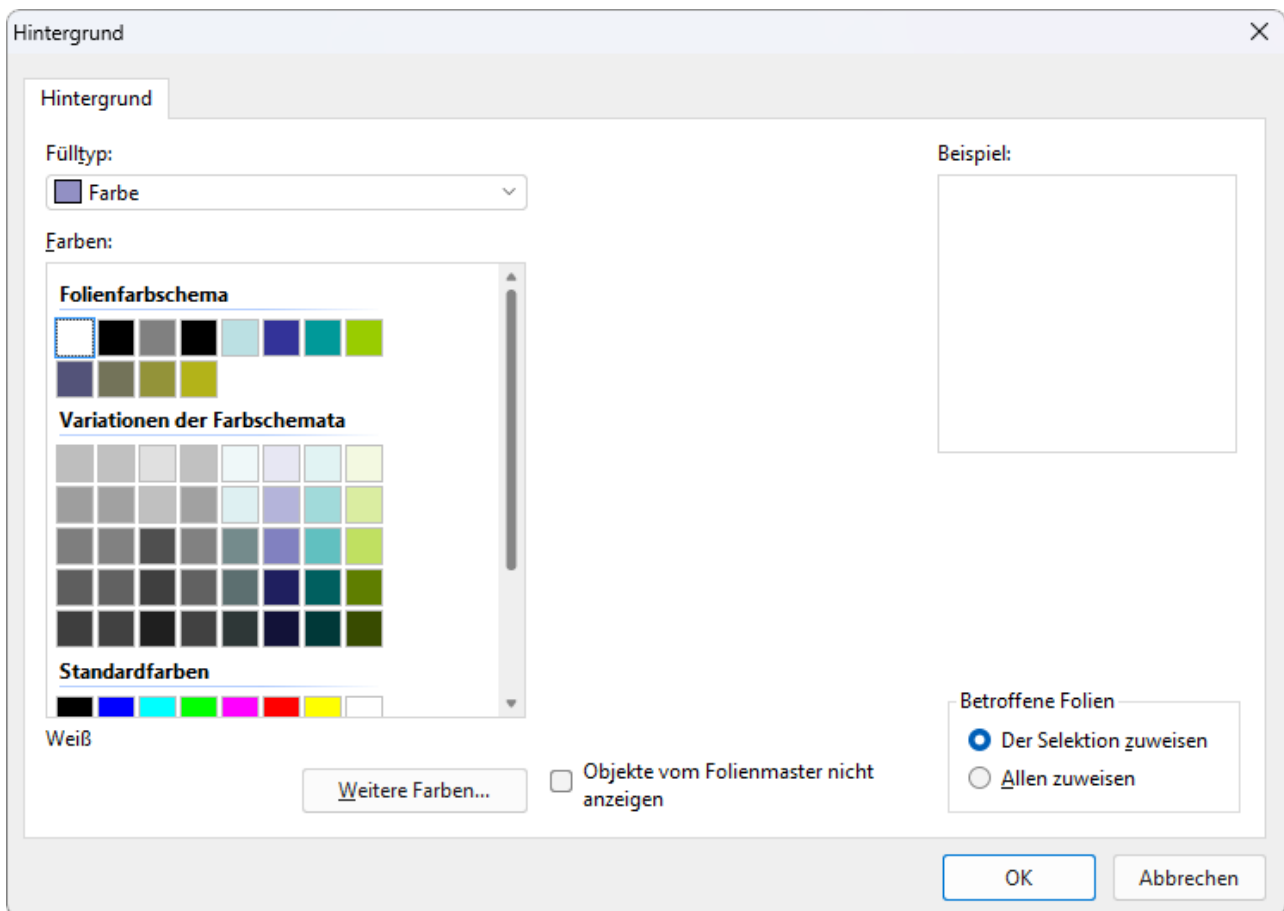 Hintergrund
Hintergrund
Fülltyp:
Beispiel:
Farbe
Farben:
Folienfarbschema
Variationen der Farbschemata
Standardfarben
Weiß
Weitere Farben...
Objekte vom Folienmaster nicht
anzeigen
Betroffene Folien
Der Selektion zuweisen
Allen zuweisen
OK
Abbrechen